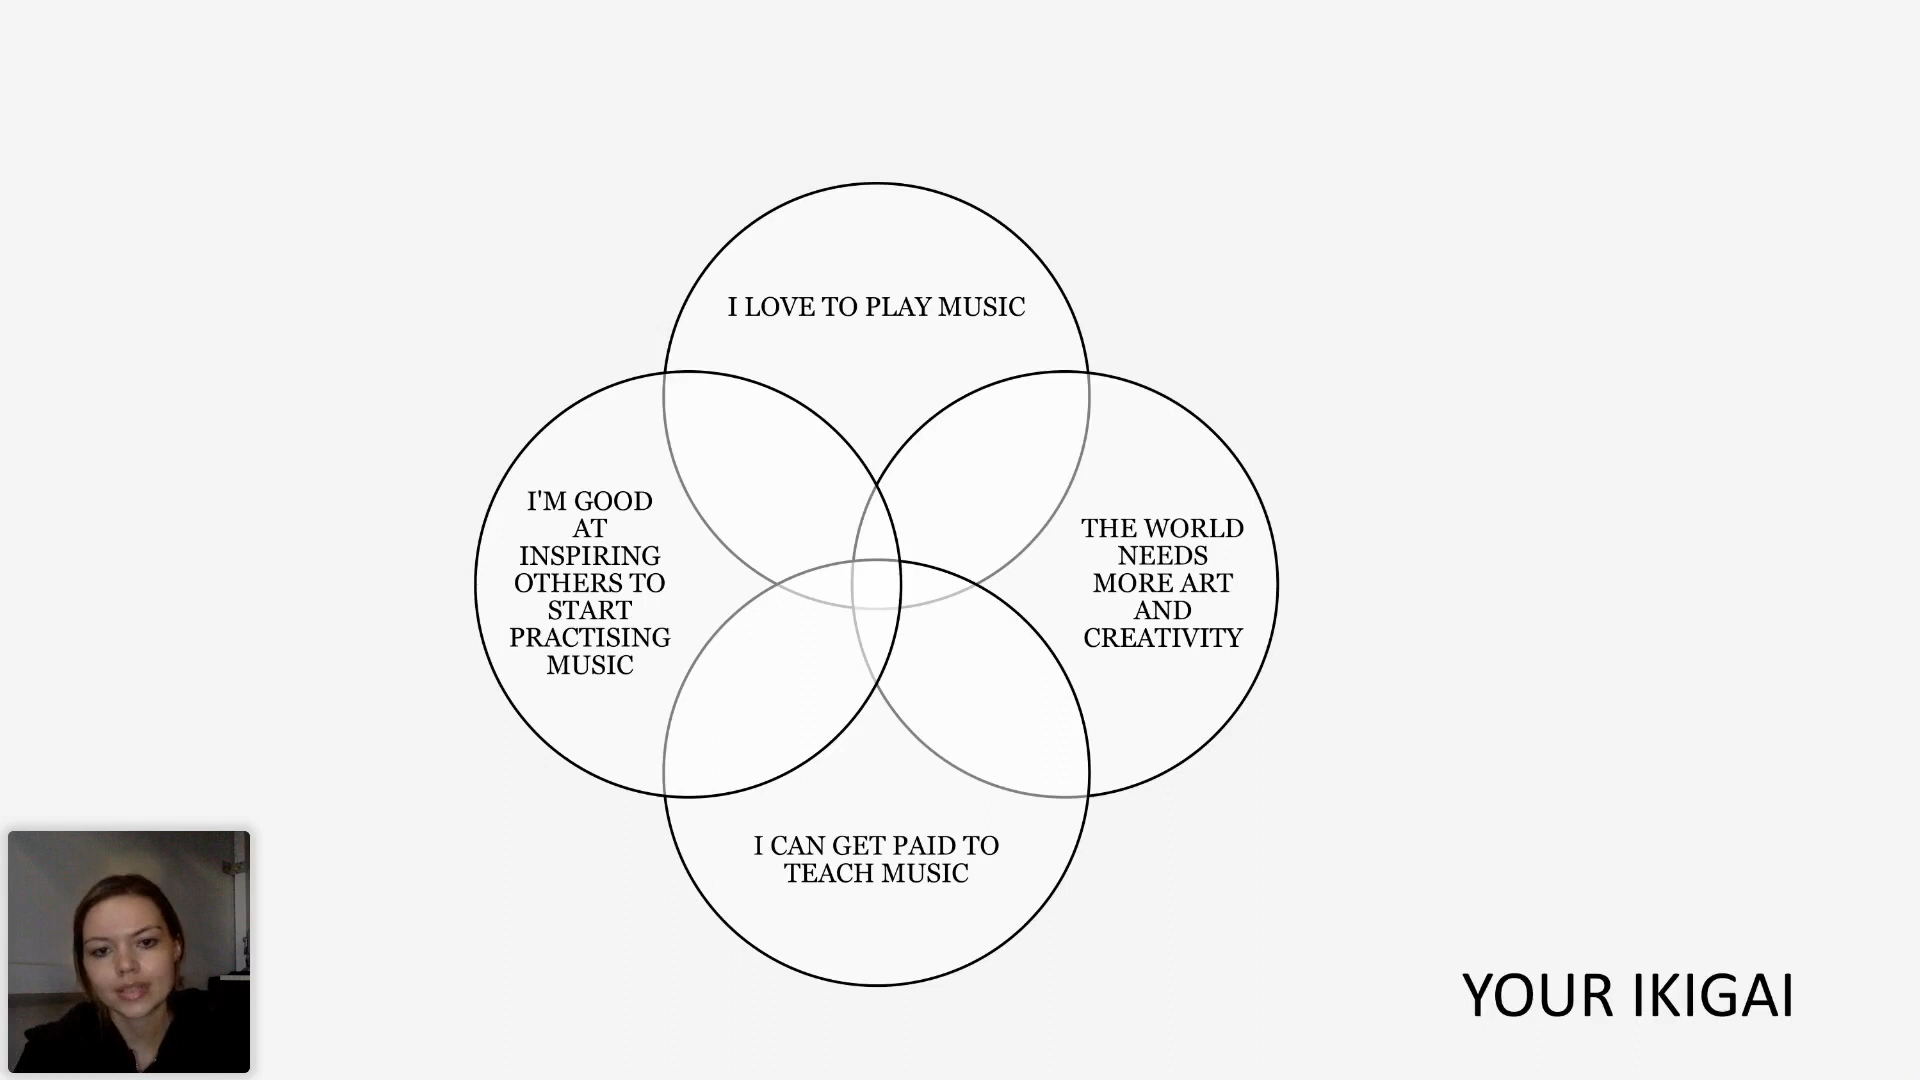 I LOVE TO PLAY MUSIC
I'M GOOD
AT
INSPIRING
OTHERS TO
START
PRACTISING
MUSIC
THE WORLD
NEEDS
MORE ART
AND
CREATIVITY
I CAN GET PAID TO
TEACH MUSIC
YOUR IKIGAI